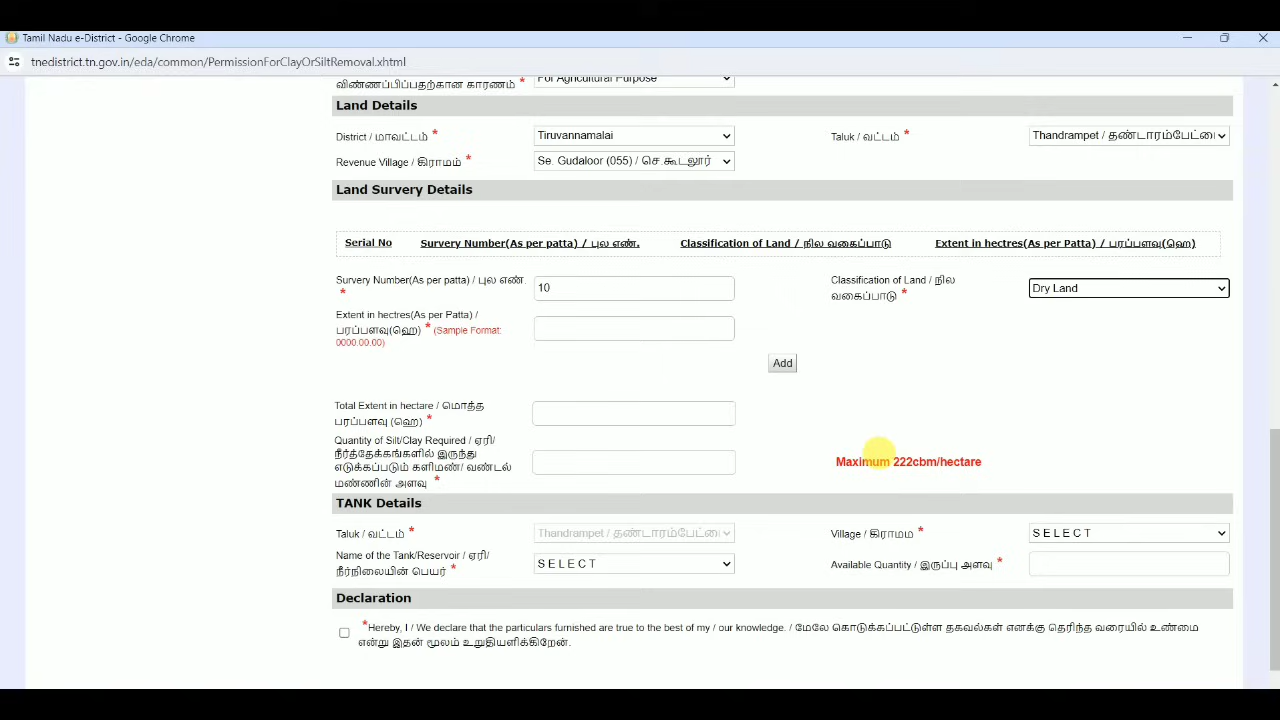 Tamil Nadu e-District - Google Chrome
tnedistrict.tn.gov.in/eda/common/PermissionForClayOrSiltRemoval.xhtml
விண்ணப்பிப்பதற்கான காரணம் * For Agricultural Purpose
Land Details
District / மாவட்டம் * Tiruvannamalai Taluk / வட்டம் * Thandrampet / தண்டாரம்பேட்டை
Revenue Village / கிராமம் * Se. Gudaloor (055) / செ.கூடலூர்
Land Survery Details
Serial No Survery Number(As per patta) / புல எண். Classification of Land / நில வகைப்பாடு Extent in hectres(As per Patta) / பரப்பளவு(ஹெ)
Survery Number(As per patta) / புல எண். 10 Classification of Land / நில Dry Land
* வகைப்பாடு *
Extent in hectres(As per Patta) /
பரப்பளவு(ஹெ) * (Sample Format:
0000.00.00)
Add
Total Extent in hectare / மொத்த
பரப்பளவு (ஹெ) *
Quantity of Silt/Clay Required / ஏரி/
நீர்த்தேக்கங்களில் இருந்து
எடுக்கப்படும் களிமண்/ வண்டல் Maximum 222cbm/hectare
மண்ணின் அளவு *
TANK Details
Taluk / வட்டம் * Thandrampet / தண்டாரம்பேட்டை Village / கிராமம * SELECT
Name of the Tank/Reservoir / ஏரி/ SELECT Available Quantity / இருப்பு அளவு *
நீர்நிலையின் பெயர் *
Declaration
*Hereby, I / We declare that the particulars furnished are true to the best of my / our knowledge. / மேலே கொடுக்கப்பட்டுள்ள தகவல்கள் எனக்கு தெரிந்த வரையில் உண்மை
என்று இதன் மூலம் உறுதியளிக்கிறேன்.